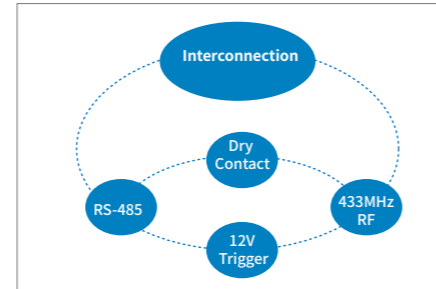 Interconnection
Dry
Contact
RS-485
433MHz
RF
12V
Trigger